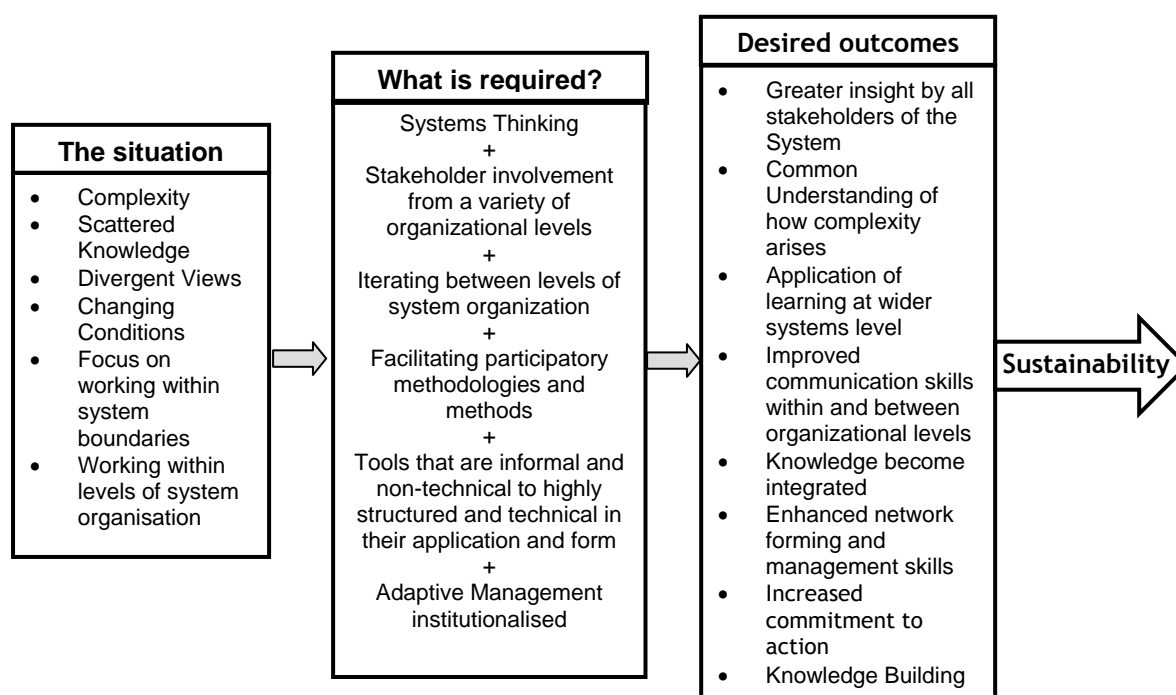 The situation
• Complexity
• Scattered
Knowledge
• Divergent Views
• Changing
Conditions
• Focus on
working within
system
boundaries
• Working within
levels of system
organisation
What is required?
Systems Thinking
+
Stakeholder involvement
from a variety of
organizational levels
+
Iterating between levels of
system organization
+
Facilitating participatory
methodologies and
methods
+
Tools that are informal and
non-technical to highly
structured and technical in
their application and form
+
Adaptive Management
institutionalised
Desired outcomes
• Greater insight by all
stakeholders of the
System
• Common
Understanding of
how complexity
arises
• Application of
learning at wider
systems level
• Improved
communication skills
within and between
organizational levels
• Knowledge become
integrated
• Enhanced network
forming and
management skills
• Increased
commitment to
action
• Knowledge Building
Sustainability